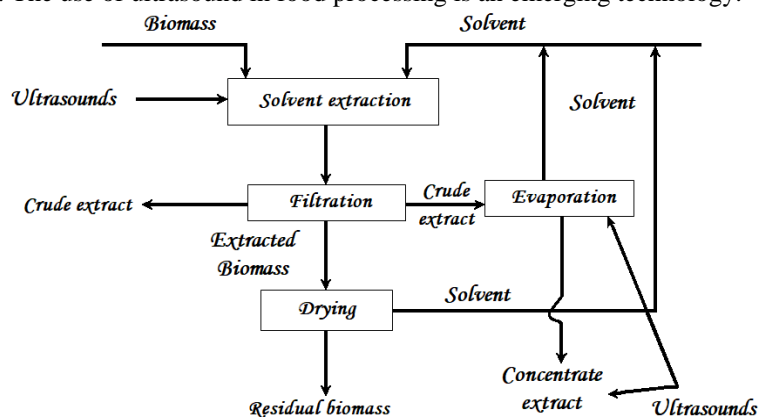 . The use of ultrasound in food processing is an emerging technology.
Biomass
Solvent
Ultrasounds
Solvent extraction
Solvent
Crude extract
Filtration
Crude
extract
Evaporation
Extracted
Biomass
Drying
Solvent
Residual biomass
Concentrate
extract
Ultrasounds